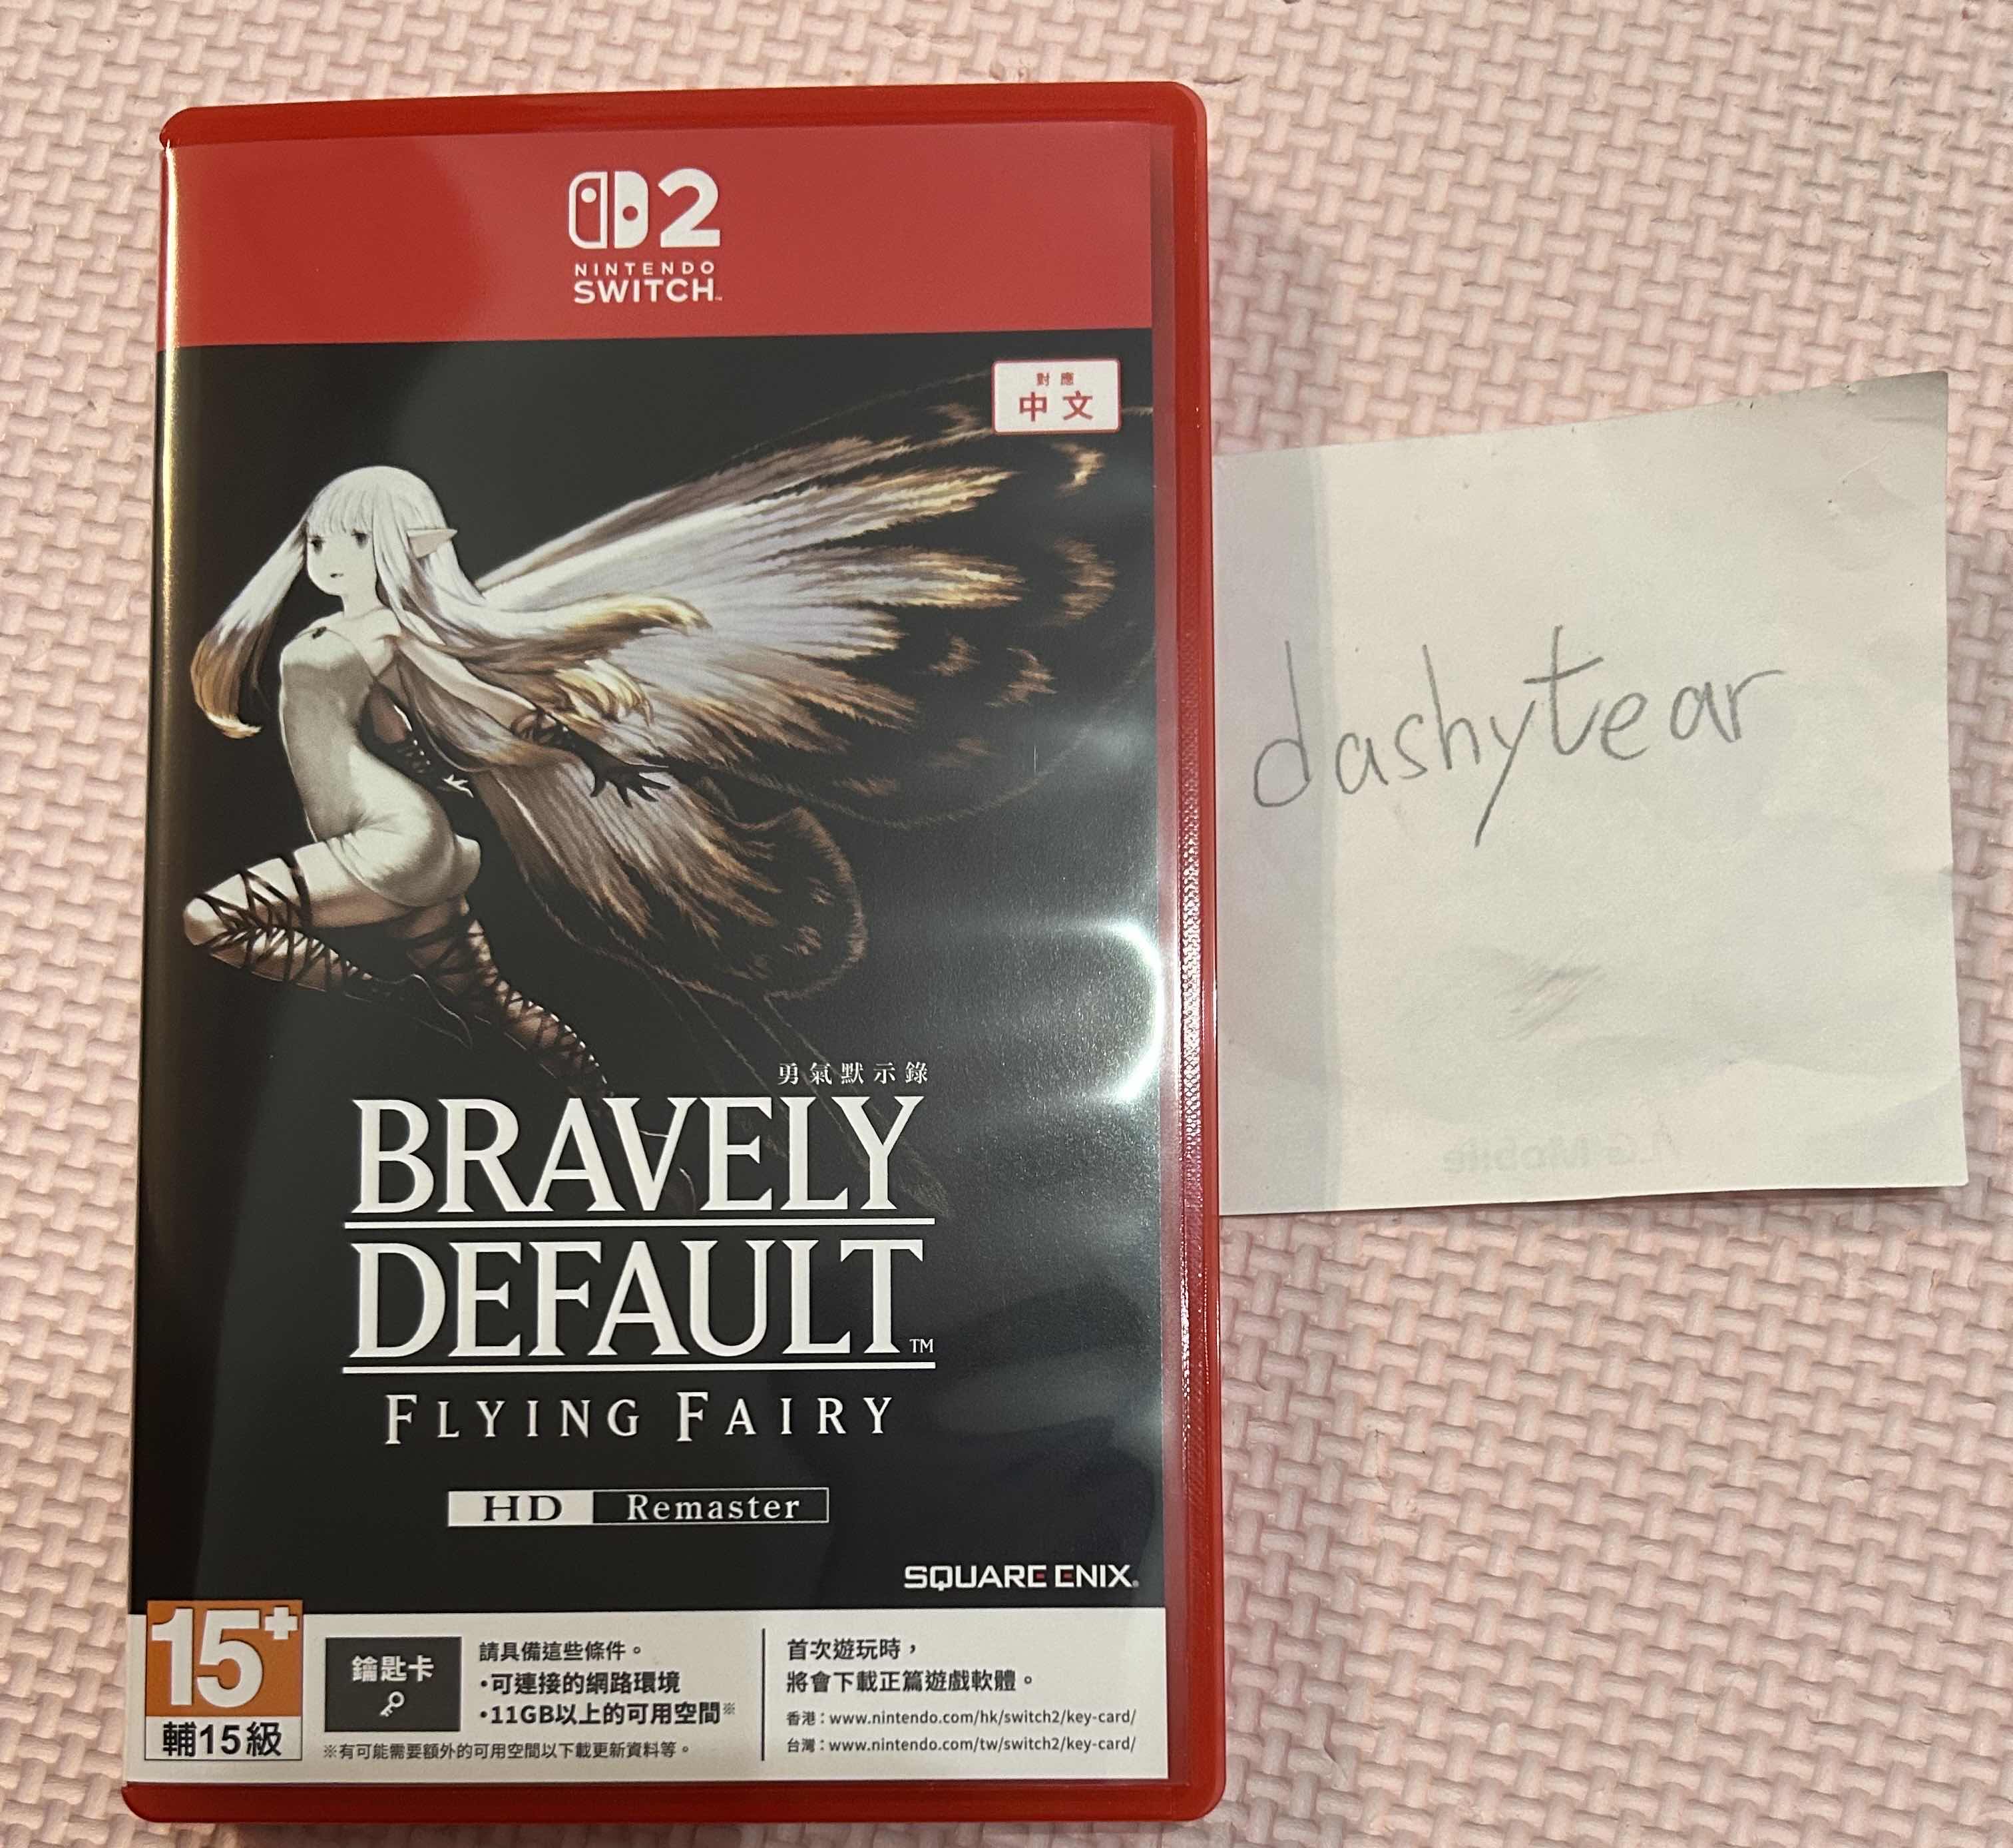 2
NINTENDO
SWITCH™
對應
中文
勇氣默示錄
BRAVELY
DEFAULT™
FLYING FAIRY
HD Remaster
SQUARE ENIX®
15+
輔15級
鑰匙卡
請具備這些條件。
・可連接的網路環境
・11GB以上的可用空間※
※有可能需要額外的可用空間以下載更新資料等。
首次遊玩時，
將會下載正篇遊戲軟體。
香港：www.nintendo.com/hk/switch2/key-card/
台灣：www.nintendo.com/tw/switch2/key-card/
dashytear
Mobile